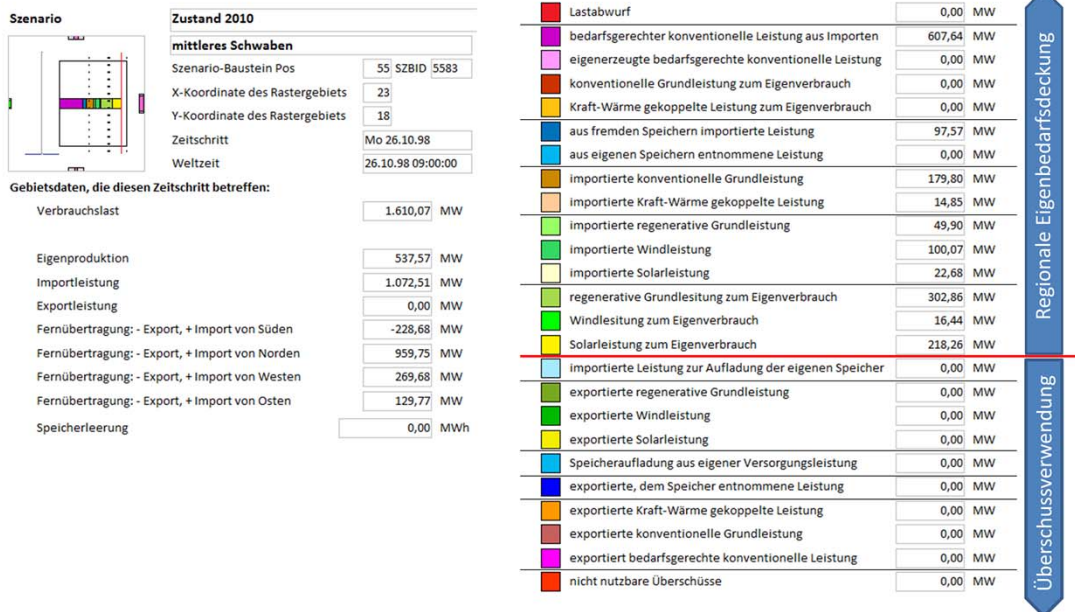 Szenario
Zustand 2010
mittleres Schwaben
Szenario-Baustein Pos 55 SZBID 5583
X-Koordinate des Rastergebiets 23
Y-Koordinate des Rastergebiets 18
Zeitschritt Mo 26.10.98
Weltzeit 26.10.98 09:00:00
Gebietsdaten, die diesen Zeitschritt betreffen:
Verbrauchslast 1.610,07 MW
Eigenproduktion 537,57 MW
Importleistung 1.072,51 MW
Exportleistung 0,00 MW
Fernübertragung: - Export, + Import von Süden -228,68 MW
Fernübertragung: - Export, + Import von Norden 959,75 MW
Fernübertragung: - Export, + Import von Westen 269,68 MW
Fernübertragung: - Export, + Import von Osten 129,77 MW
Speicherleerung 0,00 MWh
Lastabwurf 0,00 MW
bedarfsgerechter konventionelle Leistung aus Importen 607,64 MW
eigenerzeugte bedarfsgerechte konventionelle Leistung 0,00 MW
konventionelle Grundleistung zum Eigenverbrauch 0,00 MW
Kraft-Wärme gekoppelte Leistung zum Eigenverbrauch 0,00 MW
aus fremden Speichern importierte Leistung 97,57 MW
aus eigenen Speichern entnommene Leistung 0,00 MW
importierte konventionelle Grundleistung 179,80 MW
importierte Kraft-Wärme gekoppelte Leistung 14,85 MW
importierte regenerative Grundleistung 49,90 MW
importierte Windleistung 100,07 MW
importierte Solarleistung 22,68 MW
regenerative Grundlesitung zum Eigenverbrauch 302,86 MW
Windlesitung zum Eigenverbrauch 16,44 MW
Solarleistung zum Eigenverbrauch 218,26 MW
Regionale Eigenbedarfsdeckung
importierte Leistung zur Aufladung der eigenen Speicher 0,00 MW
exportierte regenerative Grundleistung 0,00 MW
exportierte Windleistung 0,00 MW
exportierte Solarleistung 0,00 MW
Speicheraufladung aus eigener Versorgungsleistung 0,00 MW
exportierte, dem Speicher entnommene Leistung 0,00 MW
exportierte Kraft-Wärme gekoppelte Leistung 0,00 MW
exportierte konventionelle Grundleistung 0,00 MW
exportiert bedarfsgerechte konventionelle Leistung 0,00 MW
nicht nutzbare Überschüsse 0,00 MW
Überschussverwendung